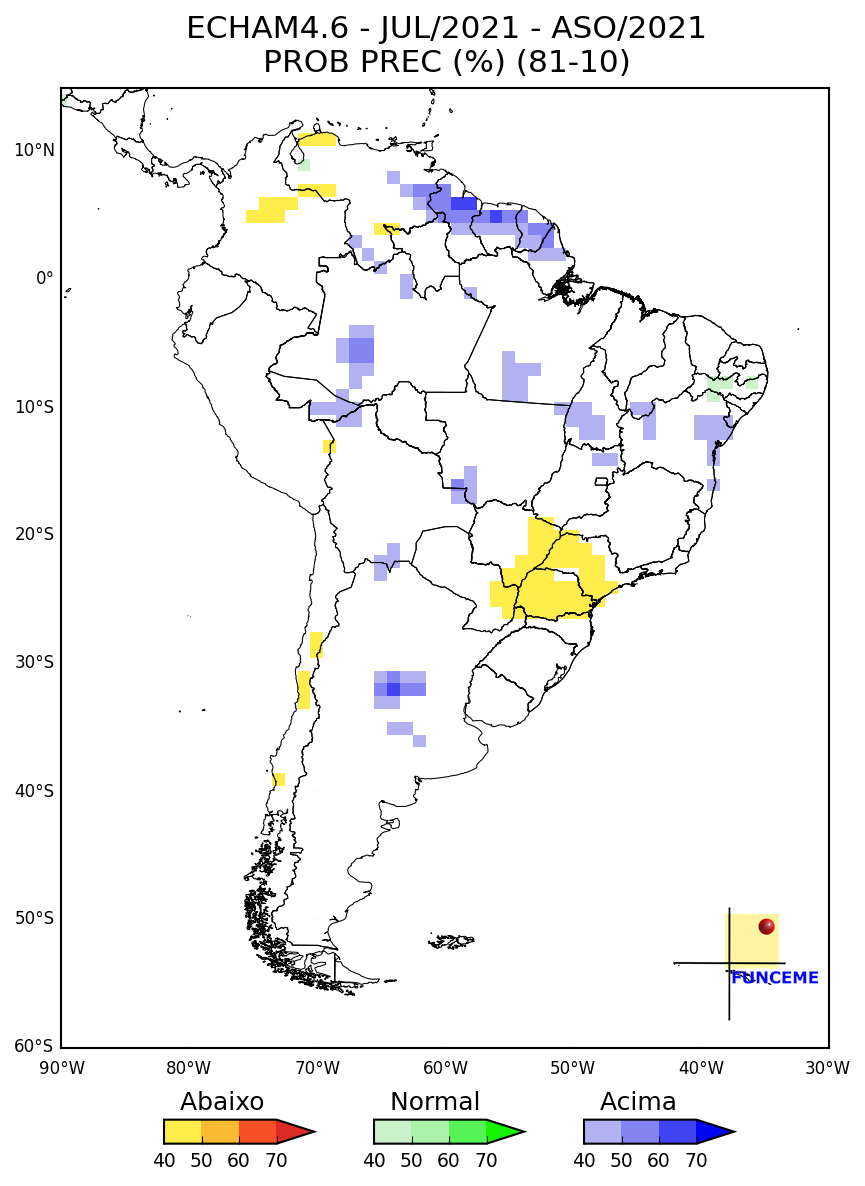 ECHAM4.6 - JUL/2021 - ASO/2021
PROB PREC (%) (81-10)
10°N
0°
10°S
20°S
30°S
40°S
50°S
60°S
FUNCEME
90°W 80°W 70°W 60°W 50°W 40°W 30°W
Abaixo Normal Acima
40 50 60 70 40 50 60 70 40 50 60 70